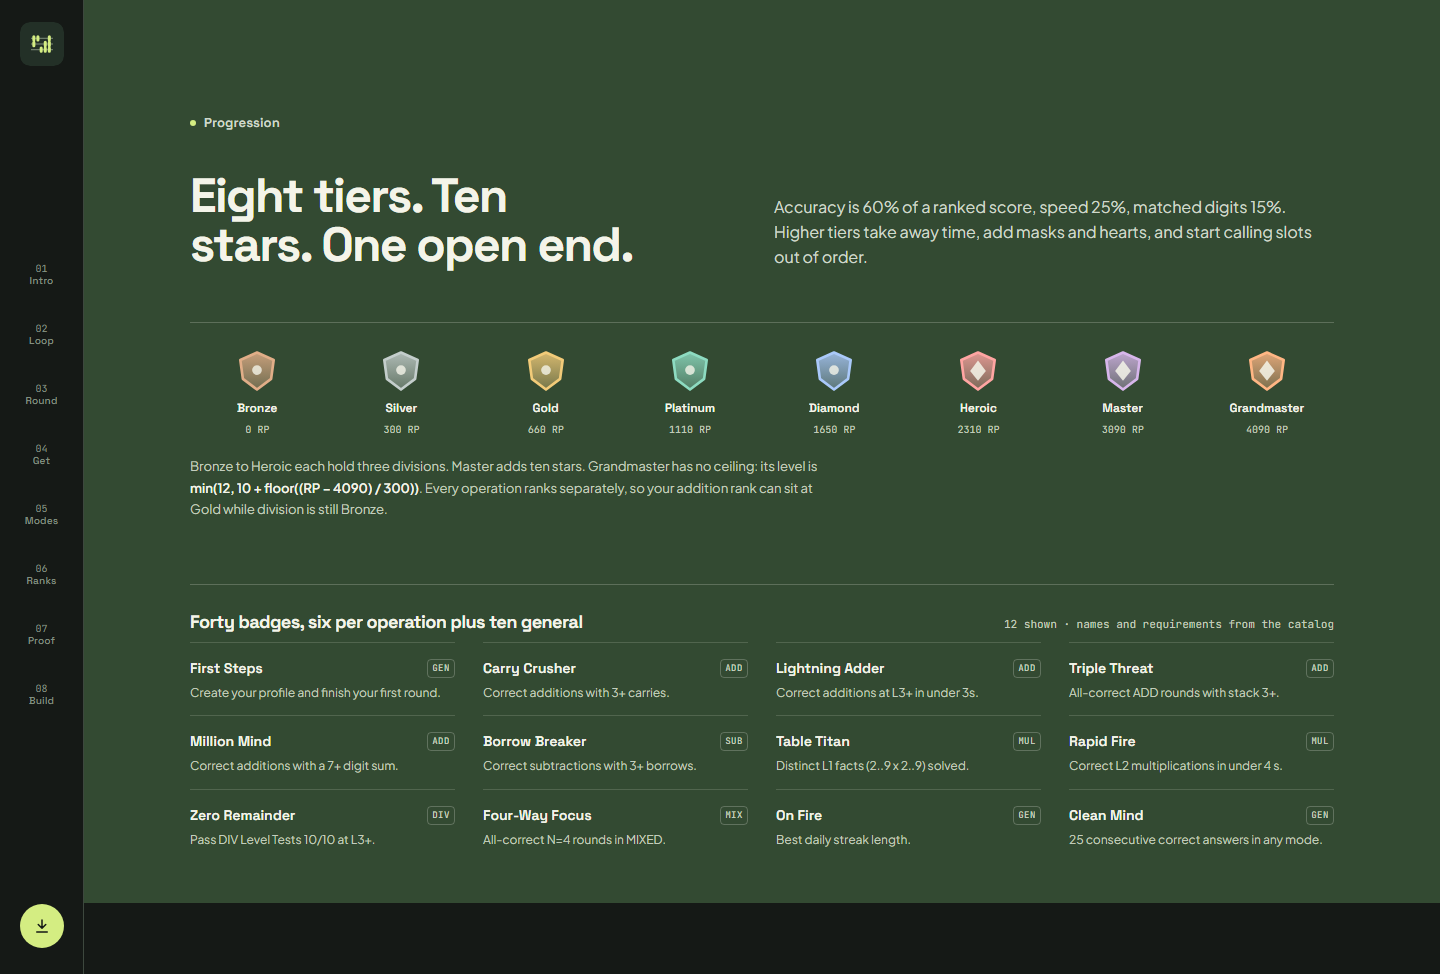 01
Intro
02
Loop
03
Round
04
Get
05
Modes
06
Ranks
07
Proof
08
Build
Progression
Eight tiers. Ten
stars. One open end.
Accuracy is 60% of a ranked score, speed 25%, matched digits 15%.
Higher tiers take away time, add masks and hearts, and start calling slots
out of order.
Bronze
0 RP
Silver
300 RP
Gold
660 RP
Platinum
1110 RP
Diamond
1650 RP
Heroic
2310 RP
Master
3090 RP
Grandmaster
4090 RP
Bronze to Heroic each hold three divisions. Master adds ten stars. Grandmaster has no ceiling: its level is
min(12, 10 + floor((RP − 4090) / 300)). Every operation ranks separately, so your addition rank can sit at
Gold while division is still Bronze.
Forty badges, six per operation plus ten general
12 shown · names and requirements from the catalog
First Steps GEN
Create your profile and finish your first round.
Carry Crusher ADD
Correct additions with 3+ carries.
Lightning Adder ADD
Correct additions at L3+ in under 3s.
Triple Threat ADD
All-correct ADD rounds with stack 3+.
Million Mind ADD
Correct additions with a 7+ digit sum.
Borrow Breaker SUB
Correct subtractions with 3+ borrows.
Table Titan MUL
Distinct L1 facts (2..9 x 2..9) solved.
Rapid Fire MUL
Correct L2 multiplications in under 4 s.
Zero Remainder DIV
Pass DIV Level Tests 10/10 at L3+.
Four-Way Focus MIX
All-correct N=4 rounds in MIXED.
On Fire GEN
Best daily streak length.
Clean Mind GEN
25 consecutive correct answers in any mode.